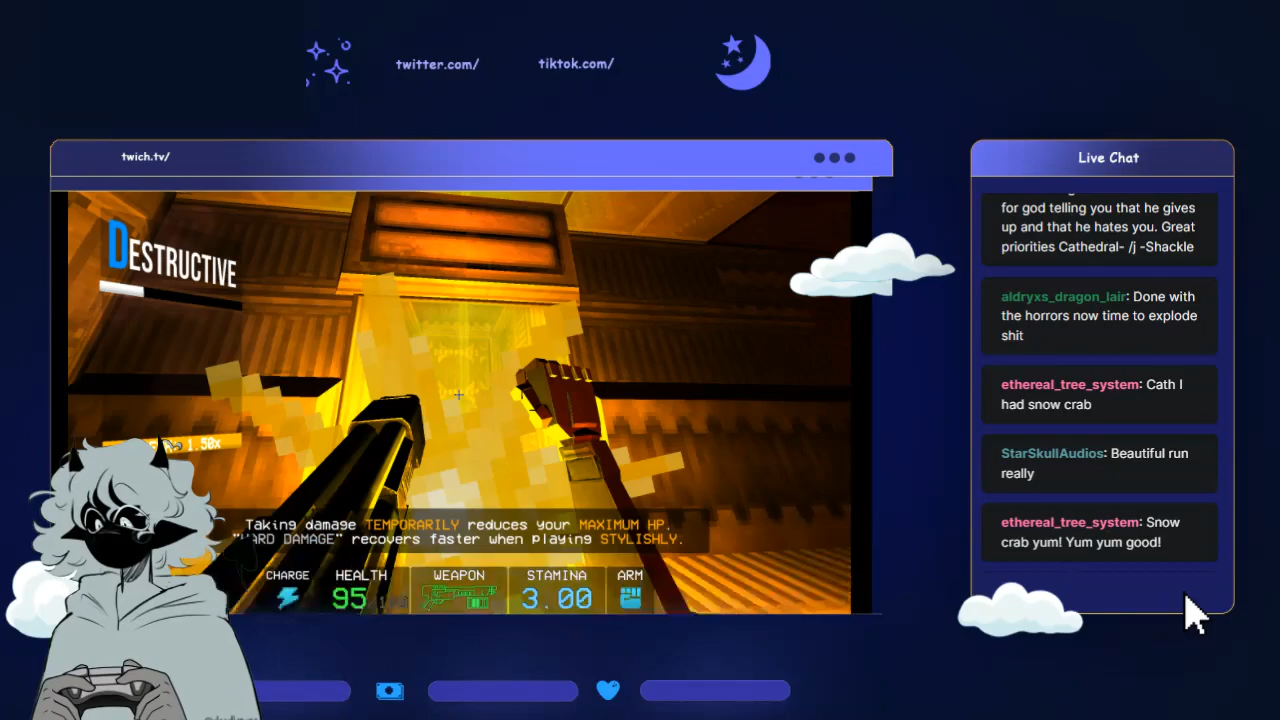 twitter.com/
tiktok.com/
twich.tv/
Live Chat
DESTRUCTIVE
1.50x
Taking damage TEMPORARILY reduces your MAXIMUM HP.
"HARD DAMAGE" recovers faster when playing STYLISHLY.
CHARGE HEALTH WEAPON STAMINA ARM
95 3.00
for god telling you that he gives
up and that he hates you. Great
priorities Cathedral- /j -Shackle
aldryxs_dragon_lair: Done with
the horrors now time to explode
shit
ethereal_tree_system: Cath I
had snow crab
StarSkullAudios: Beautiful run
really
ethereal_tree_system: Snow
crab yum! Yum yum good!